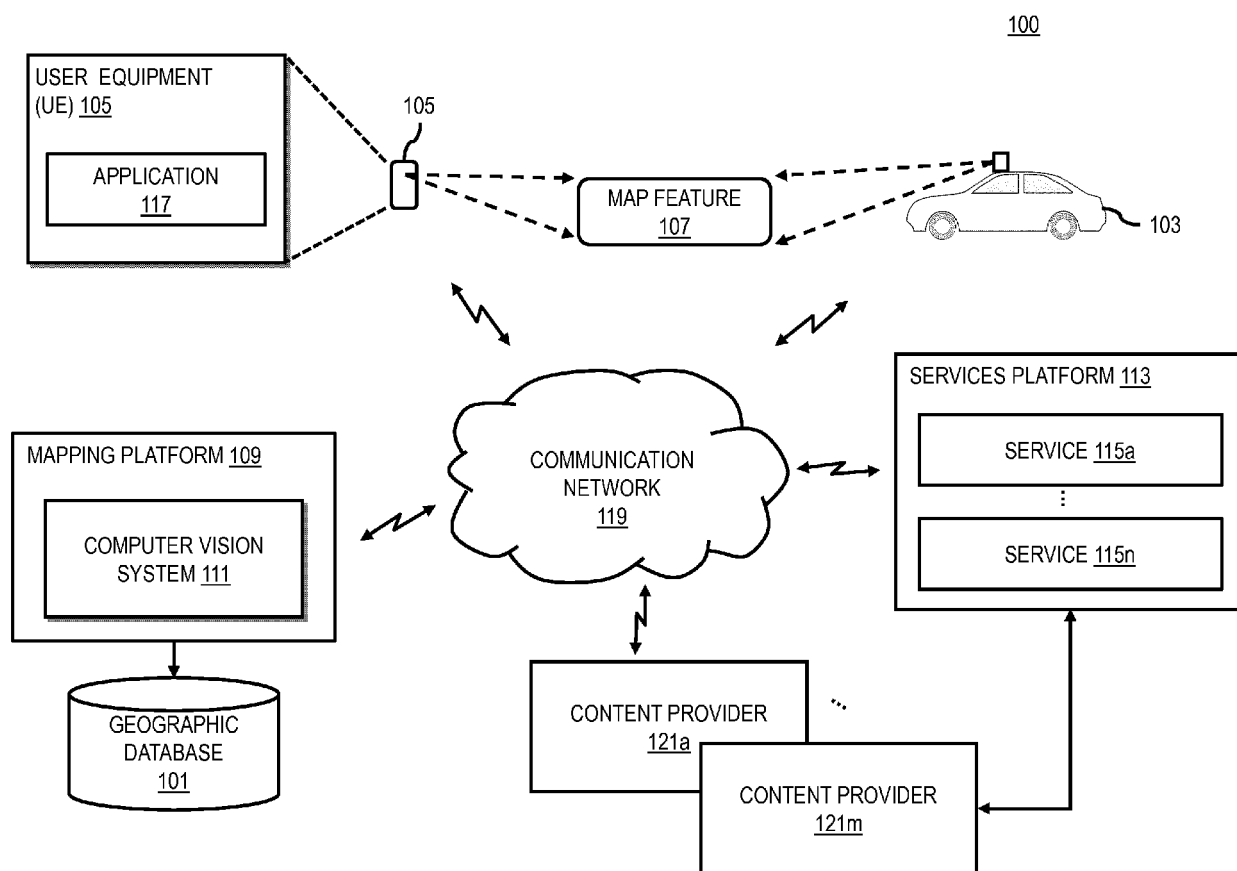 100
USER EQUIPMENT
(UE) 105
APPLICATION
117
105
MAP FEATURE
107
103
MAPPING PLATFORM 109
COMPUTER VISION
SYSTEM 111
GEOGRAPHIC
DATABASE
101
COMMUNICATION
NETWORK
119
SERVICES PLATFORM 113
SERVICE 115a
...
SERVICE 115n
CONTENT PROVIDER
121a
...
CONTENT PROVIDER
121m